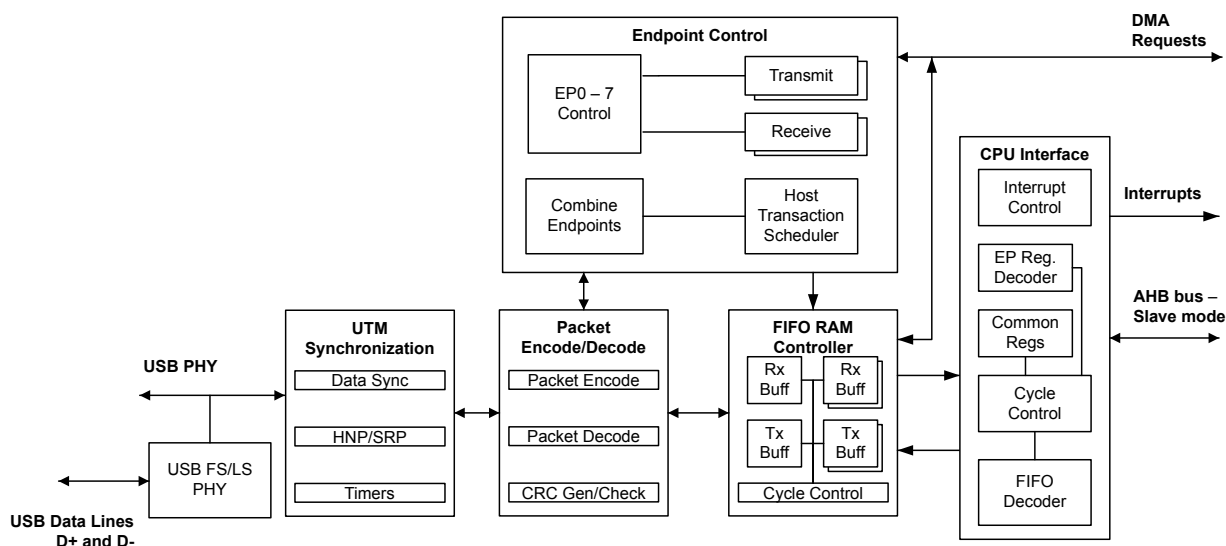 Endpoint Control
EP0 – 7
Control
Transmit
Receive
Combine
Endpoints
Host
Transaction
Scheduler
DMA
Requests
CPU Interface
Interrupt
Control
Interrupts
EP Reg.
Decoder
AHB bus –
Slave mode
Common
Regs
Cycle
Control
FIFO
Decoder
UTM
Synchronization
Data Sync
HNP/SRP
Timers
Packet
Encode/Decode
Packet Encode
Packet Decode
CRC Gen/Check
FIFO RAM
Controller
Rx
Buff
Rx
Buff
Tx
Buff
Tx
Buff
Cycle Control
USB PHY
USB FS/LS
PHY
USB Data Lines
D+ and D-